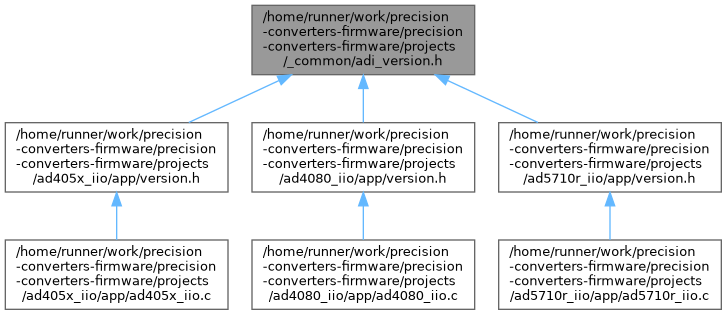 /home/runner/work/precision
-converters-firmware/precision
-converters-firmware/projects
/_common/adi_version.h
/home/runner/work/precision
-converters-firmware/precision
-converters-firmware/projects
/ad405x_iio/app/version.h
/home/runner/work/precision
-converters-firmware/precision
-converters-firmware/projects
/ad4080_iio/app/version.h
/home/runner/work/precision
-converters-firmware/precision
-converters-firmware/projects
/ad5710r_iio/app/version.h
/home/runner/work/precision
-converters-firmware/precision
-converters-firmware/projects
/ad405x_iio/app/ad405x_iio.c
/home/runner/work/precision
-converters-firmware/precision
-converters-firmware/projects
/ad4080_iio/app/ad4080_iio.c
/home/runner/work/precision
-converters-firmware/precision
-converters-firmware/projects
/ad5710r_iio/app/ad5710r_iio.c